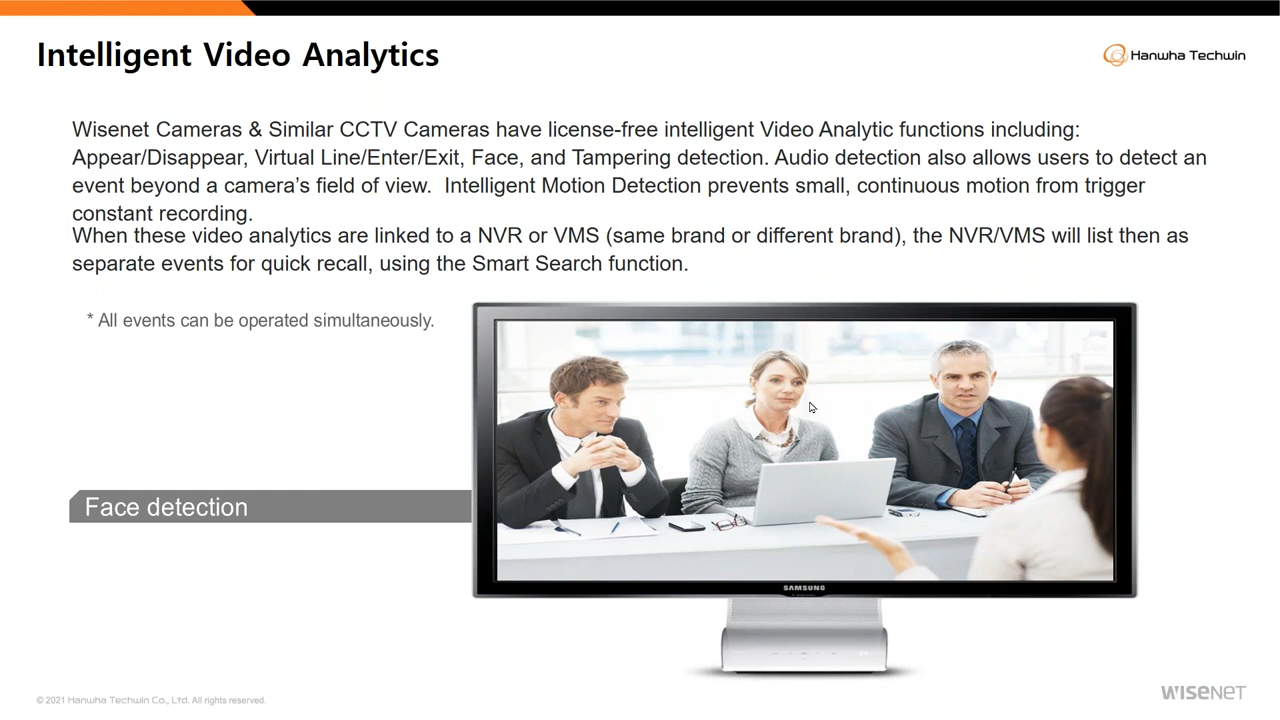 Intelligent Video Analytics
Hanwha Techwin
Wisenet Cameras & Similar CCTV Cameras have license-free intelligent Video Analytic functions including:
Appear/Disappear, Virtual Line/Enter/Exit, Face, and Tampering detection. Audio detection also allows users to detect an
event beyond a camera’s field of view.  Intelligent Motion Detection prevents small, continuous motion from trigger
constant recording.
When these video analytics are linked to a NVR or VMS (same brand or different brand), the NVR/VMS will list then as
separate events for quick recall, using the Smart Search function.
* All events can be operated simultaneously.
Face detection
SAMSUNG
© 2021 Hanwha Techwin Co., Ltd. All rights reserved.
WISENET